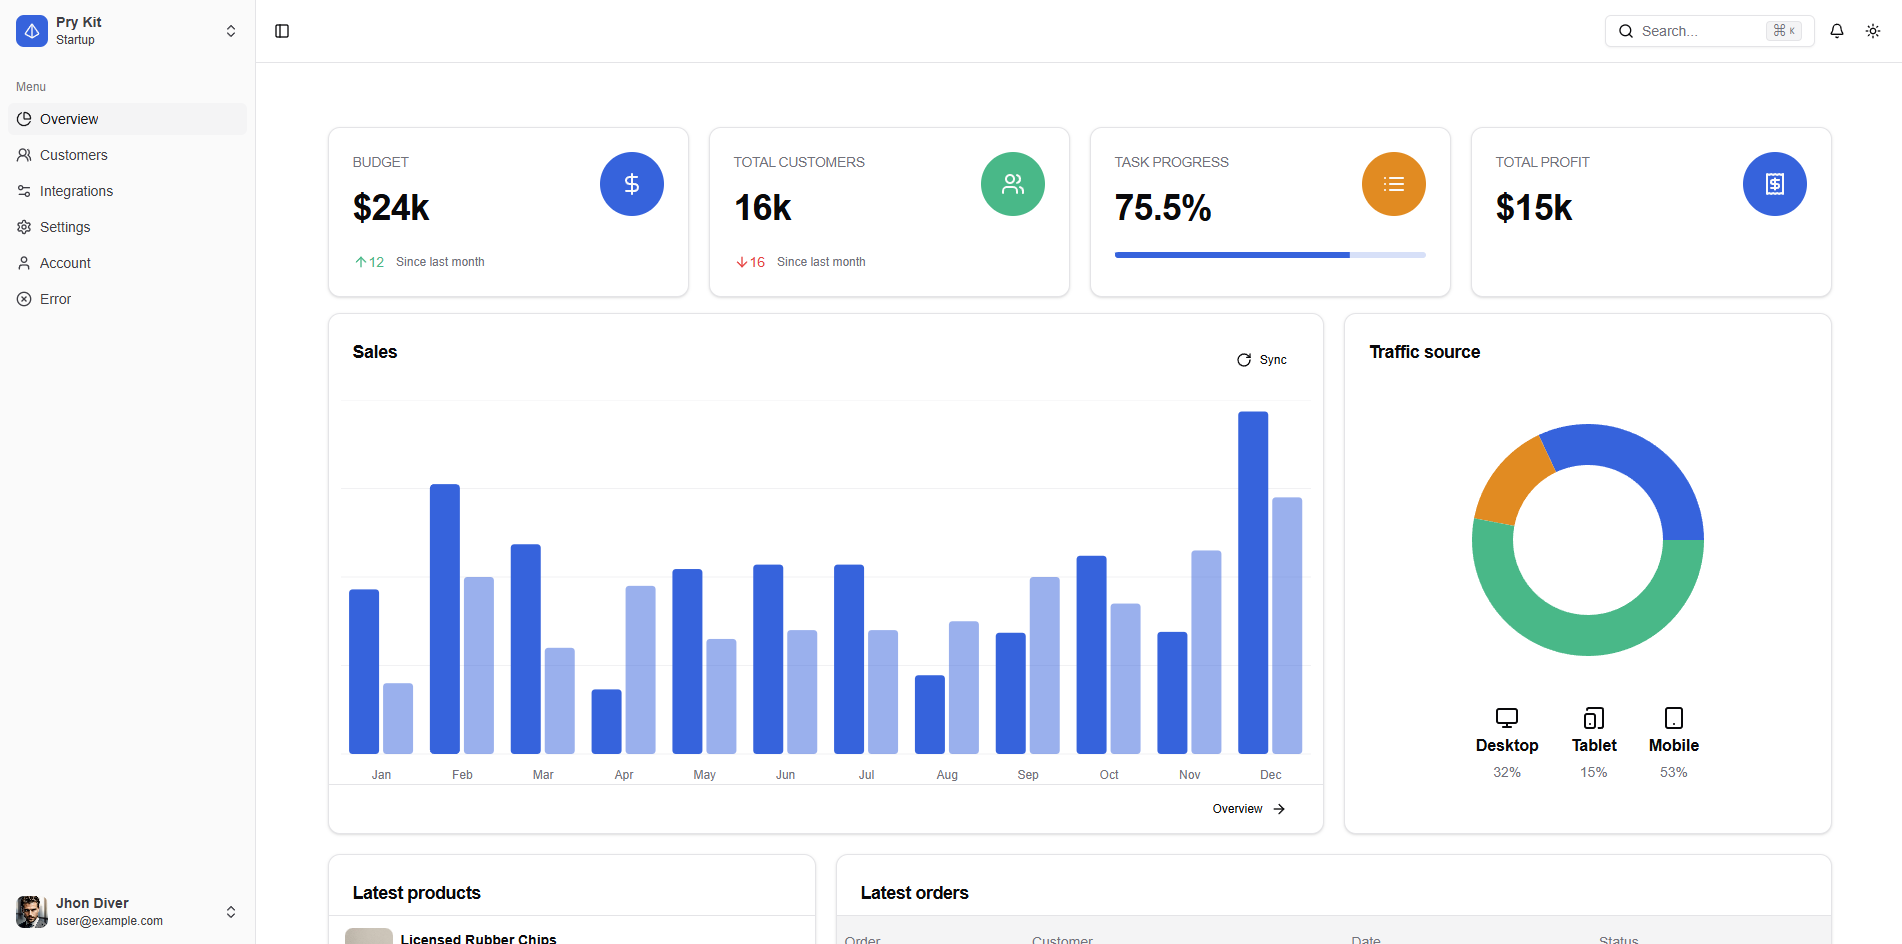 Pry Kit
Startup
Search...
⌘ K
Menu
Overview
Customers
Integrations
Settings
Account
Error
BUDGET
$24k
12 Since last month
TOTAL CUSTOMERS
16k
16 Since last month
TASK PROGRESS
75.5%
TOTAL PROFIT
$15k
Sales
Sync
Jan Feb Mar Apr May Jun Jul Aug Sep Oct Nov Dec
Overview
Traffic source
Desktop Tablet Mobile
32% 15% 53%
Latest products
Licensed Rubber Chips
Latest orders
Order Customer Date Status
Jhon Diver
user@example.com